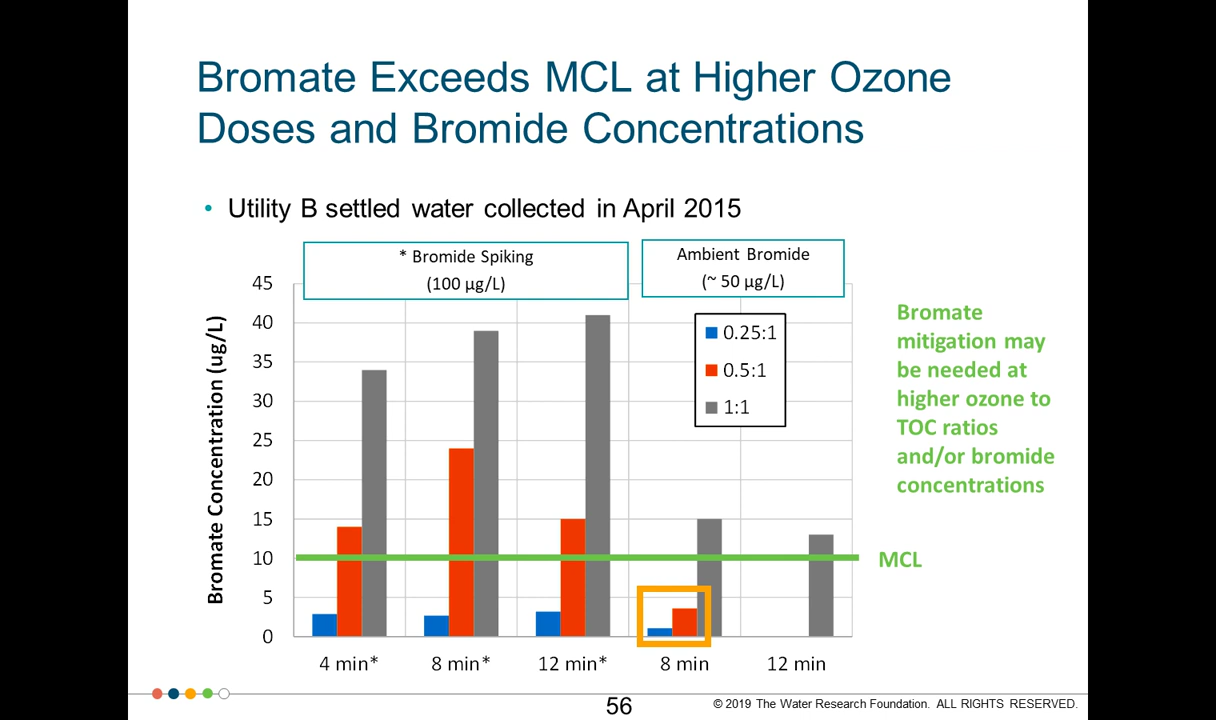 Bromate Exceeds MCL at Higher Ozone
Doses and Bromide Concentrations
• Utility B settled water collected in April 2015
* Bromide Spiking
(100 µg/L)
Ambient Bromide
(~ 50 µg/L)
Bromate Concentration (ug/L)
45
40
35
30
25
20
15
10
5
0
0.25:1
0.5:1
1:1
4 min*
8 min*
12 min*
8 min
12 min
MCL
Bromate
mitigation may
be needed at
higher ozone to
TOC ratios
and/or bromide
concentrations
56
© 2019 The Water Research Foundation. ALL RIGHTS RESERVED.